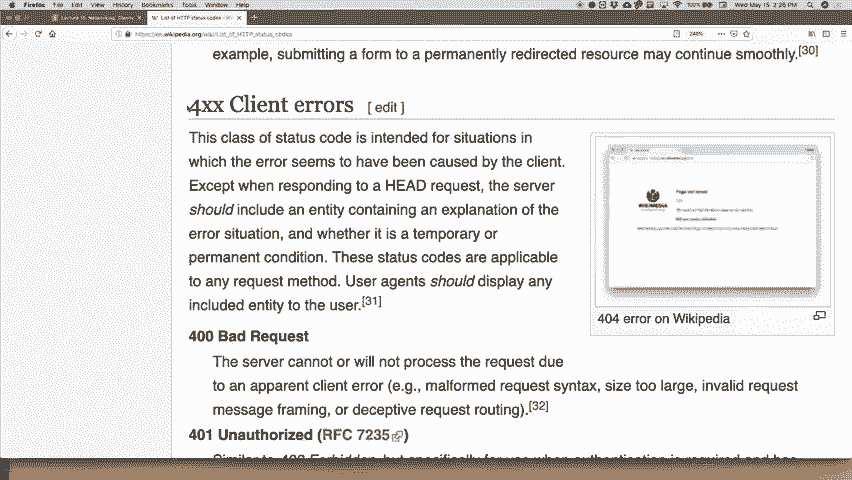 Firefox File Edit View History Bookmarks Tools Window Help
100% Wed May 15 2:26 PM
Lecture 15: Networking, Clients
List of HTTP status codes - Wi
https://en.wikipedia.org/wiki/List_of_HTTP_status_codes
240%
example, submitting a form to a permanently redirected resource may continue smoothly.[30]
4xx Client errors [ edit ]
This class of status code is intended for situations in
which the error seems to have been caused by the client.
Except when responding to a HEAD request, the server
should include an entity containing an explanation of the
error situation, and whether it is a temporary or
permanent condition. These status codes are applicable
to any request method. User agents should display any
included entity to the user.[31]
WIKIMEDIA
404 error on Wikipedia
400 Bad Request
The server cannot or will not process the request due
to an apparent client error (e.g., malformed request syntax, size too large, invalid request
message framing, or deceptive request routing).[32]
401 Unauthorized (RFC 7235)